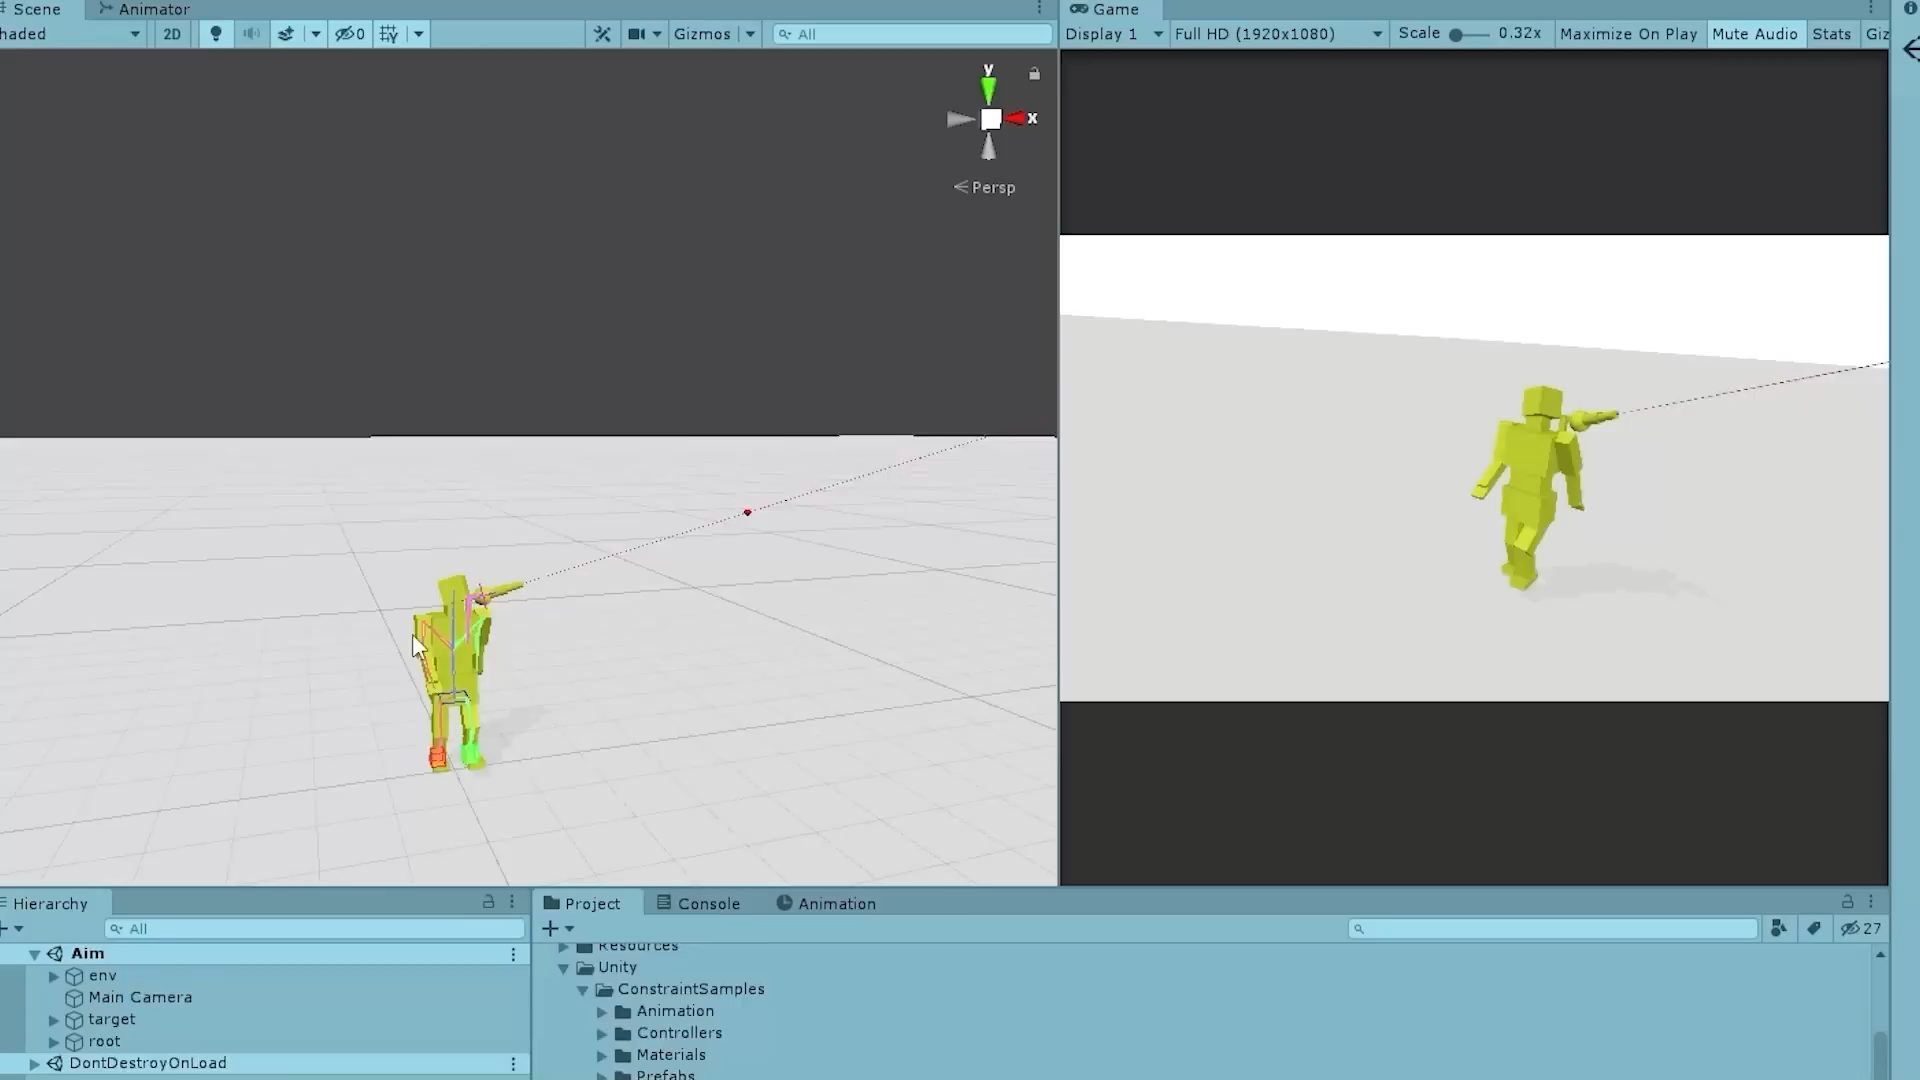 Scene Animator
haded 2D 0 Gizmos All
y
x
Persp
Game
Display 1 Full HD (1920x1080) Scale 0.32x Maximize On Play Mute Audio Stats Giz
Hierarchy
All
Aim
env
Main Camera
target
root
DontDestroyOnLoad
Project Console Animation
27
Resources
Unity
ConstraintSamples
Animation
Controllers
Materials
Prefabs